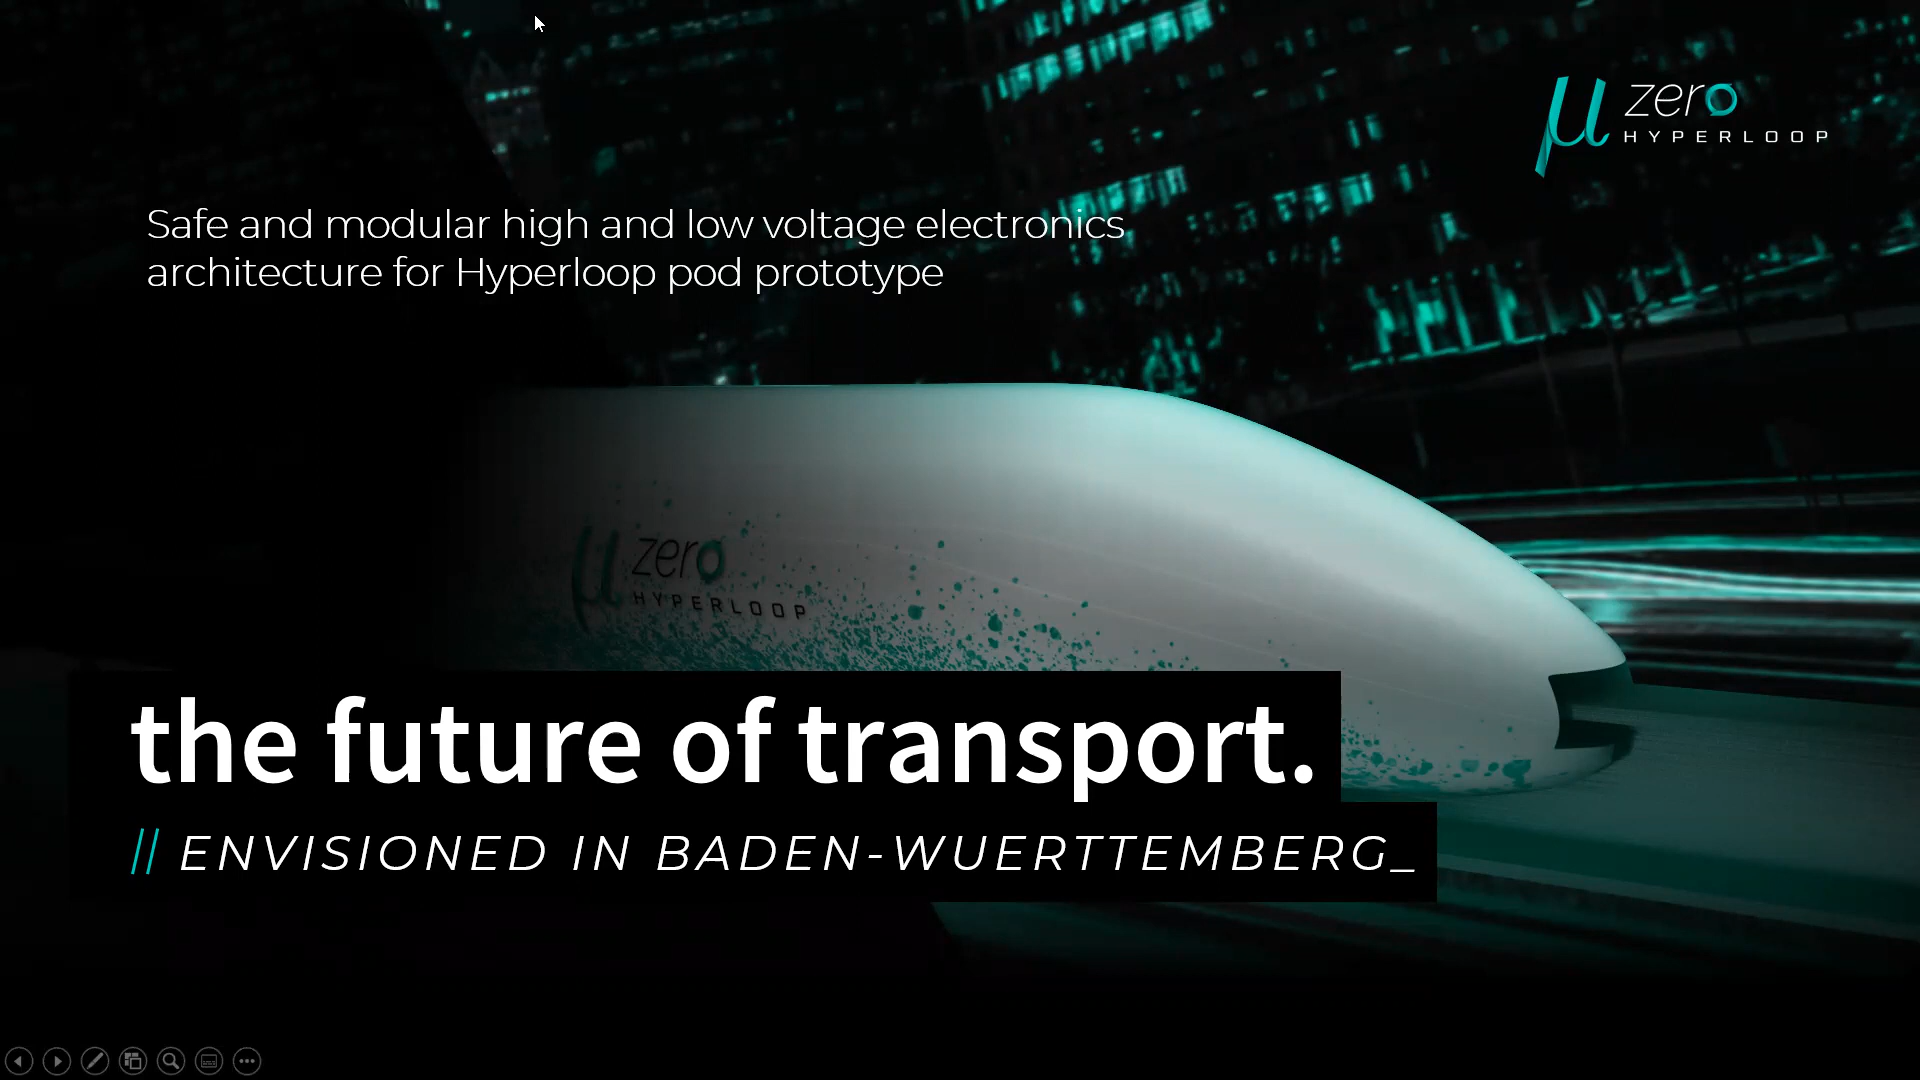 μ zero
HYPERLOOP
Safe and modular high and low voltage electronics
architecture for Hyperloop pod prototype
μ zero
HYPERLOOP
the future of transport.
// ENVISIONED IN BADEN-WUERTTEMBERG_